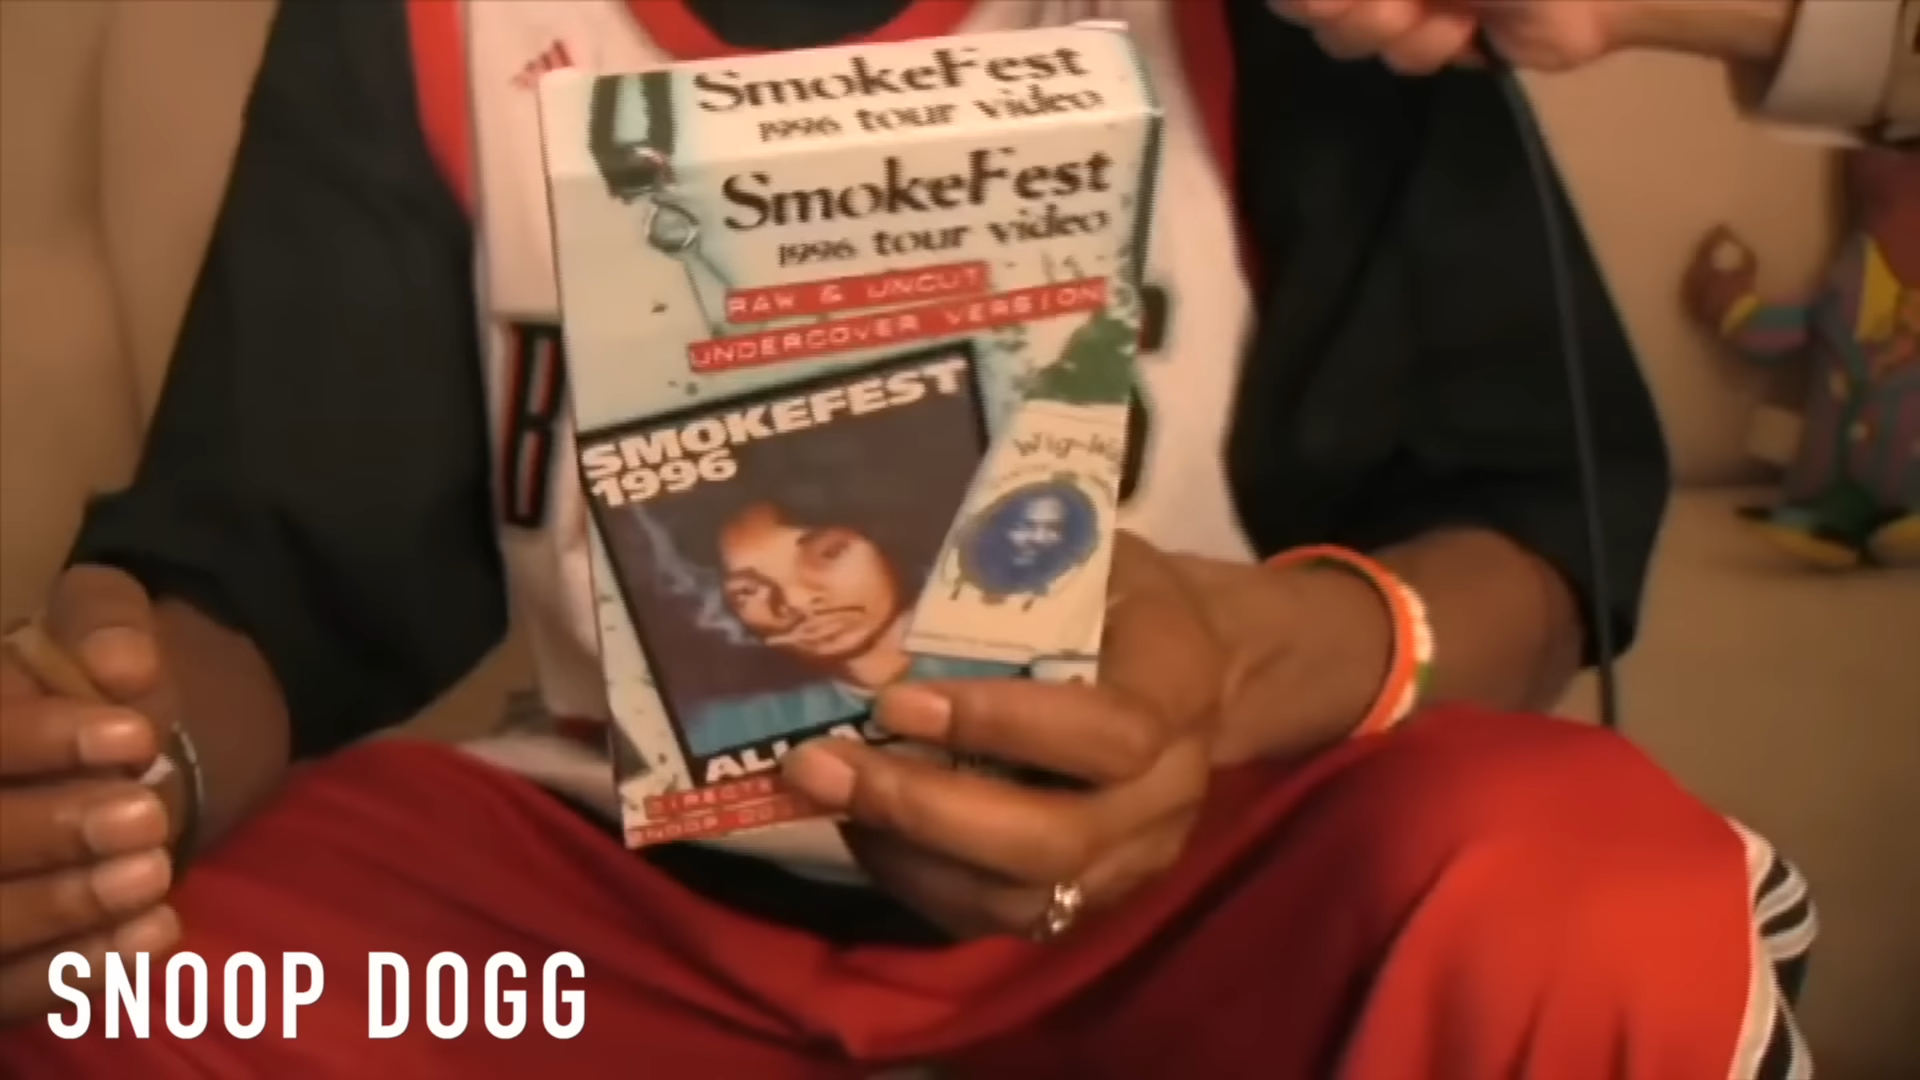 SmokeFest
1996 tour video
SmokeFest
1996 tour video
RAW & UNCUT
UNDERCOVER VERSION
SMOKEFEST
1996
SNOOP DOGG